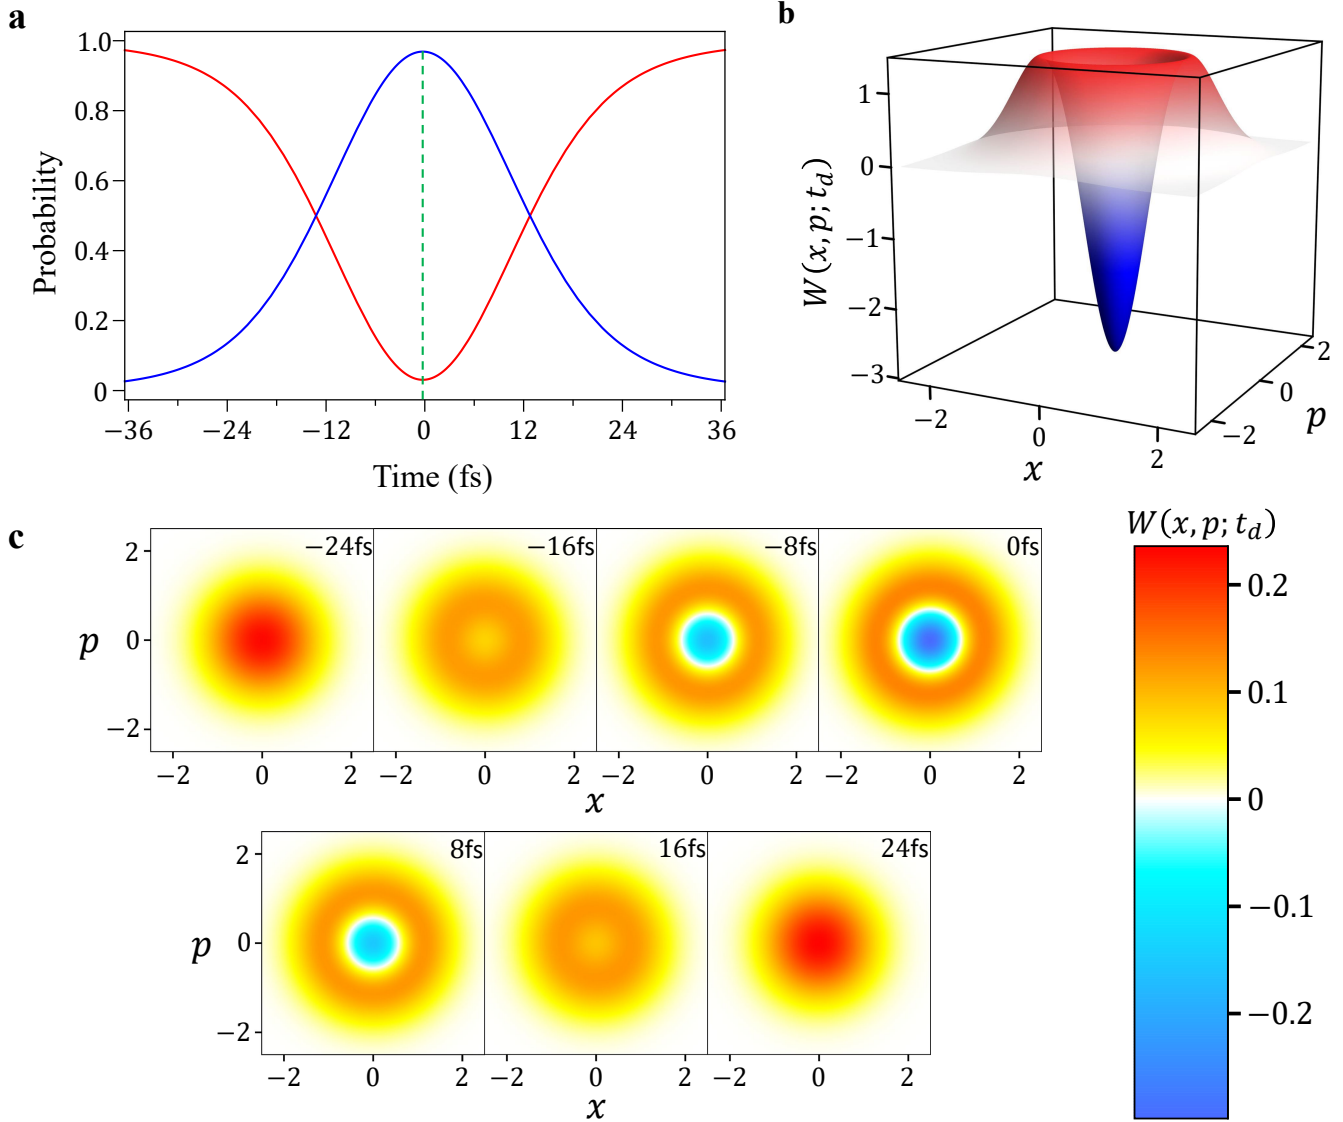 a
1.0
0.8
0.6
0.4
0.2
0
Probability
−36 −24 −12 0 12 24 36
Time (fs)
b
1
0
−1
−2
−3
W(x,p;t_d)
−2 0 2
x
−2 0 2
p
c
−24fs −16fs −8fs 0fs
2
0
−2
p
−2 0 2 −2 0 2 −2 0 2 −2 0 2
x
8fs 16fs 24fs
2
0
−2
p
−2 0 2 −2 0 2 −2 0 2
x
W(x,p;t_d)
0.2
0.1
0
−0.1
−0.2